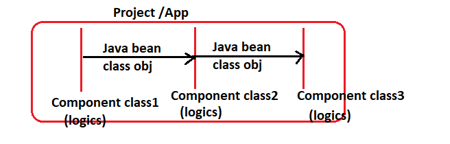 Project /App
Java bean
class obj
Java bean
class obj
Component class1
(logics)
Component class2
(logics)
Component class3
(logics)